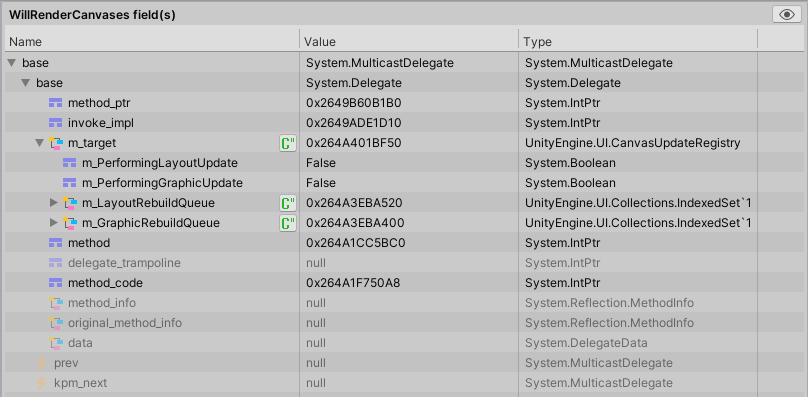 WillRenderCanvases field(s)
Name Value Type
base System.MulticastDelegate System.MulticastDelegate
base System.Delegate System.Delegate
method_ptr 0x2649B60B1B0 System.IntPtr
invoke_impl 0x2649ADE1D10 System.IntPtr
m_target C# 0x264A401BF50 UnityEngine.UI.CanvasUpdateRegistry
m_PerformingLayoutUpdate False System.Boolean
m_PerformingGraphicUpdate False System.Boolean
m_LayoutRebuildQueue C# 0x264A3EBA520 UnityEngine.UI.Collections.IndexedSet`1
m_GraphicRebuildQueue C# 0x264A3EBA400 UnityEngine.UI.Collections.IndexedSet`1
method 0x264A1CC5BC0 System.IntPtr
delegate_trampoline null System.IntPtr
method_code 0x264A1F750A8 System.IntPtr
method_info null System.Reflection.MethodInfo
original_method_info null System.Reflection.MethodInfo
data null System.DelegateData
prev null System.MulticastDelegate
kpm_next null System.MulticastDelegate